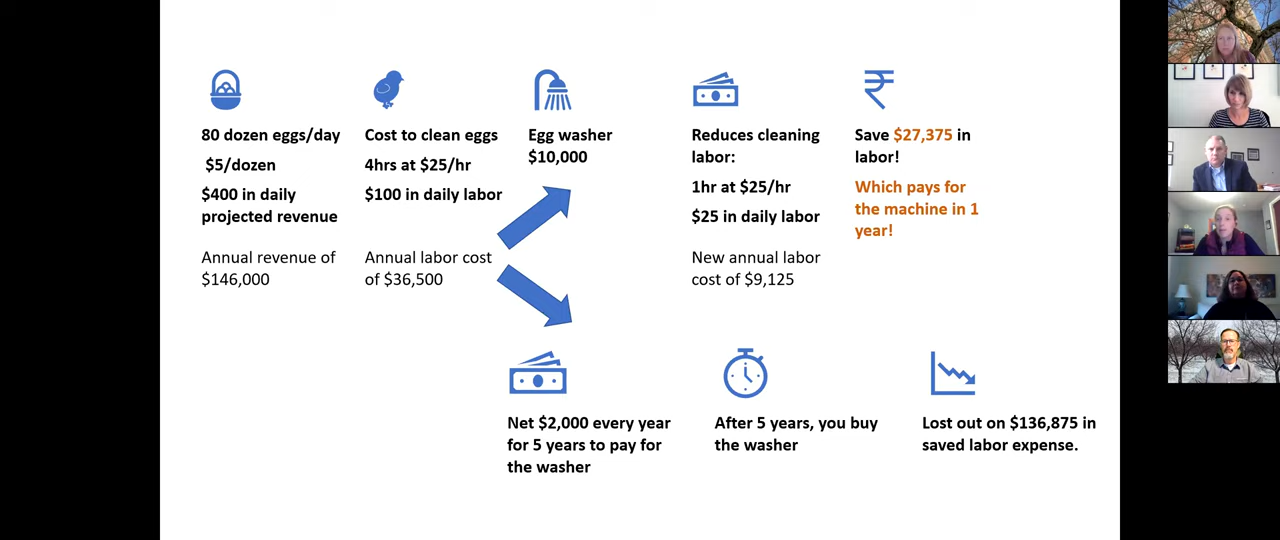 80 dozen eggs/day
$5/dozen
$400 in daily
projected revenue
Annual revenue of
$146,000
Cost to clean eggs
4hrs at $25/hr
$100 in daily labor
Annual labor cost
of $36,500
Egg washer
$10,000
Reduces cleaning
labor:
1hr at $25/hr
$25 in daily labor
New annual labor
cost of $9,125
₹
Save $27,375 in
labor!
Which pays for
the machine in 1
year!
Net $2,000 every year
for 5 years to pay for
the washer
After 5 years, you buy
the washer
Lost out on $136,875 in
saved labor expense.